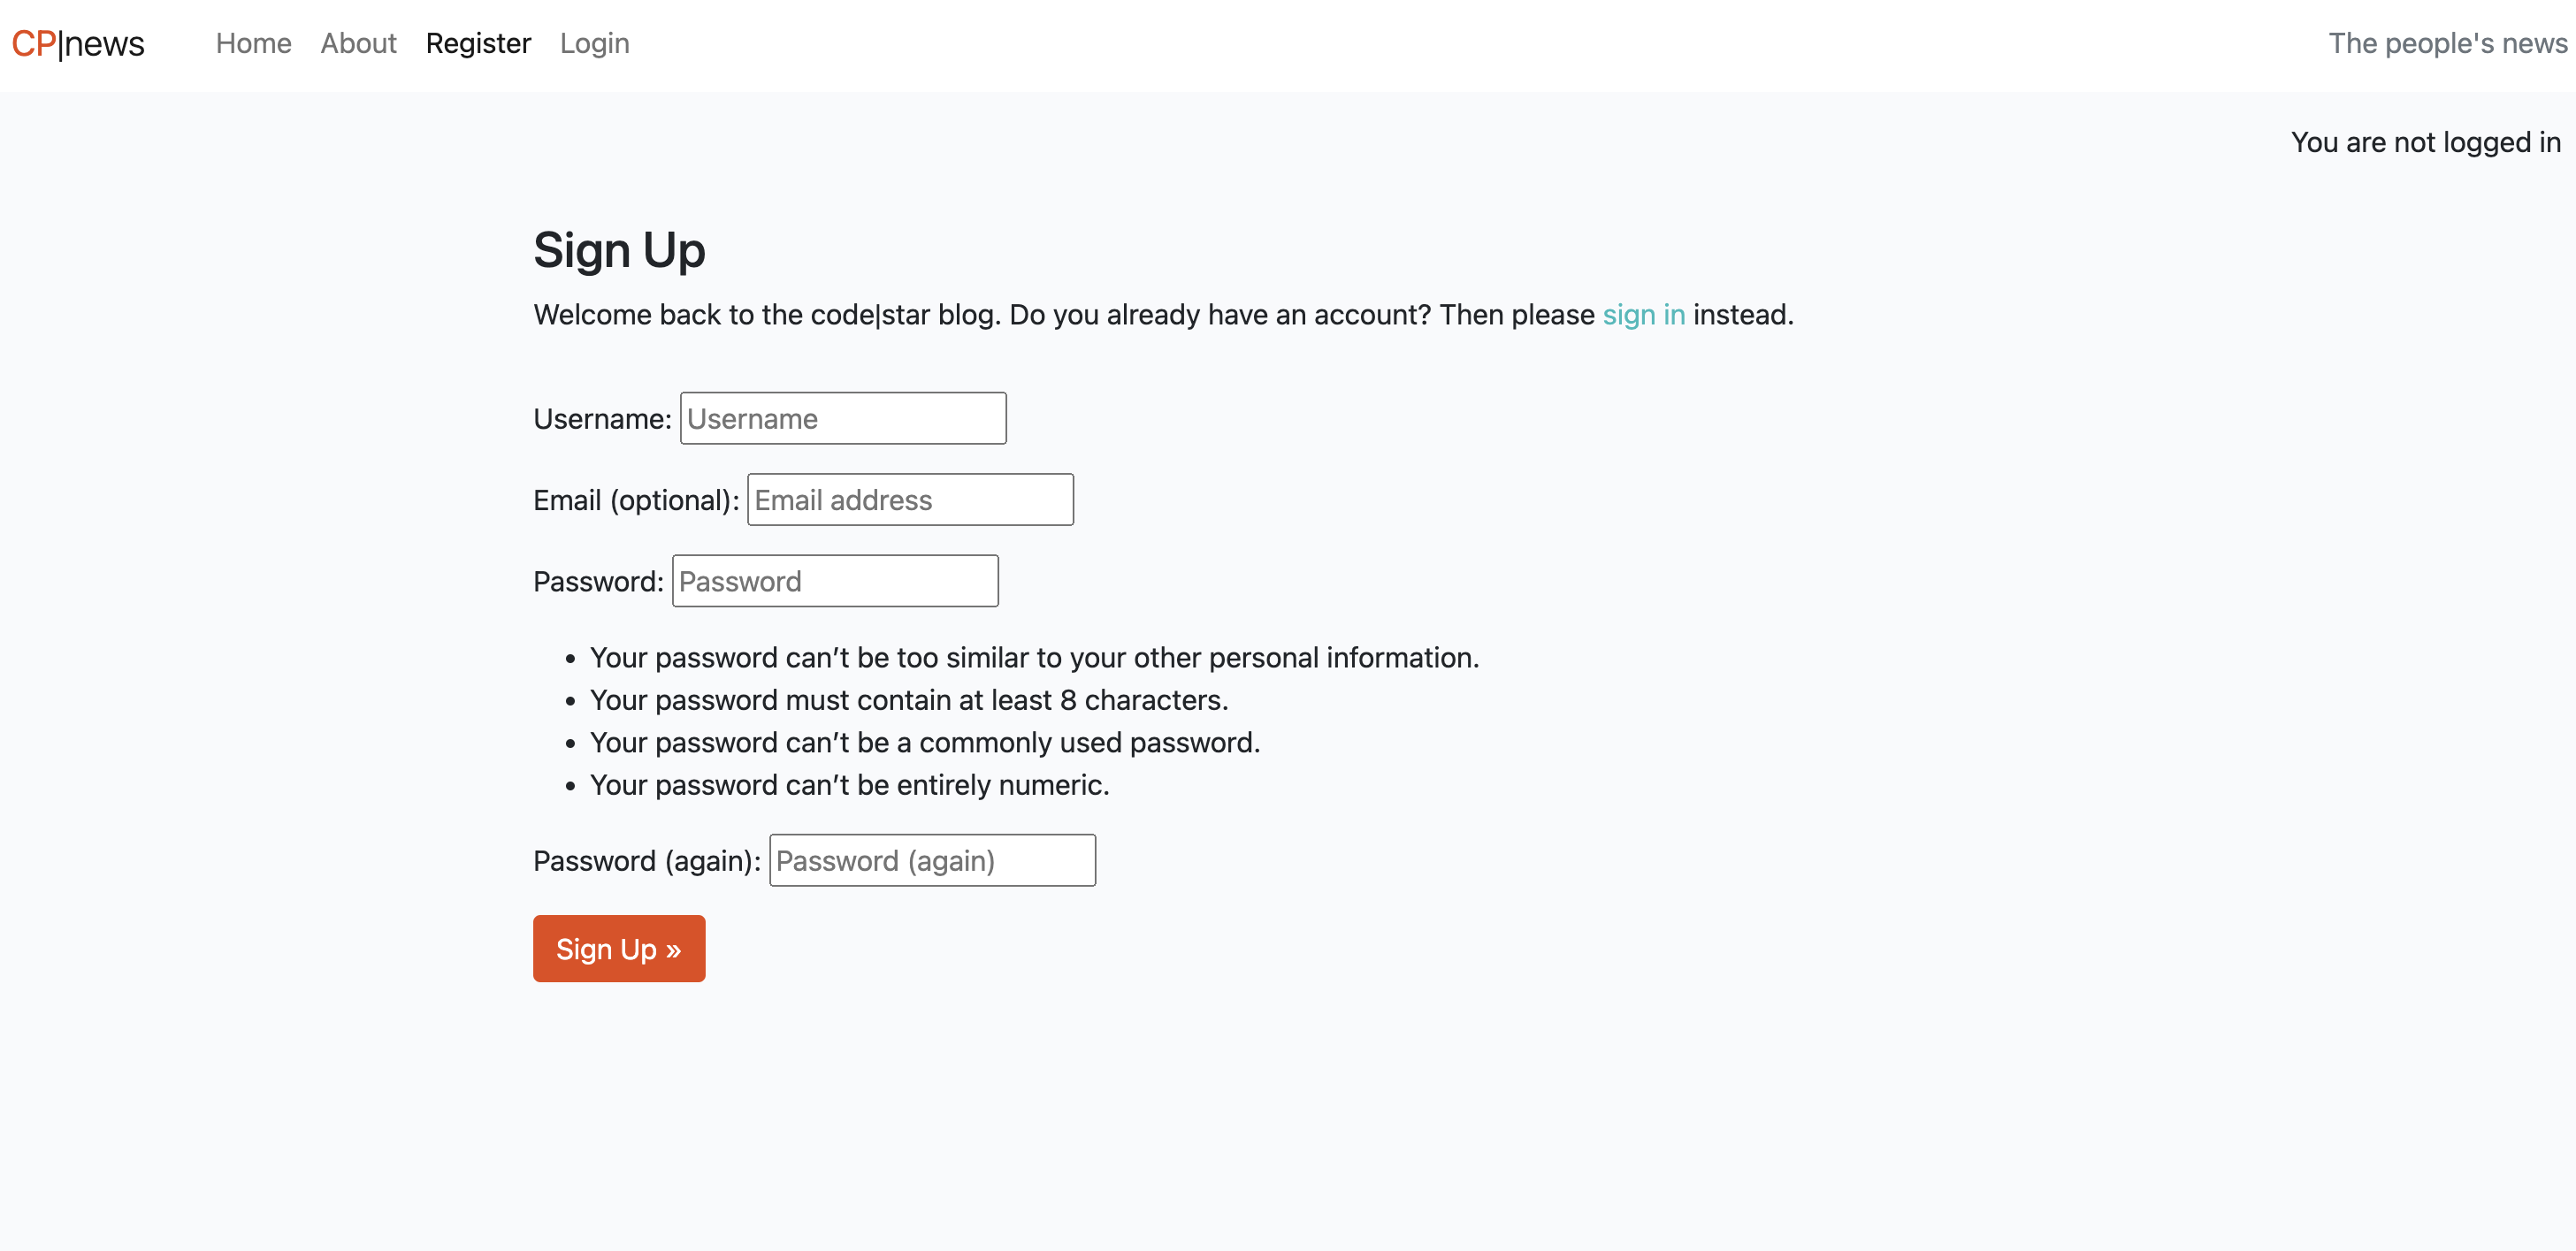 CP|news Home About Register Login The people's news
You are not logged in
Sign Up
Welcome back to the code|star blog. Do you already have an account? Then please sign in instead.
Username: Username
Email (optional): Email address
Password: Password
• Your password can’t be too similar to your other personal information.
• Your password must contain at least 8 characters.
• Your password can’t be a commonly used password.
• Your password can’t be entirely numeric.
Password (again): Password (again)
Sign Up »